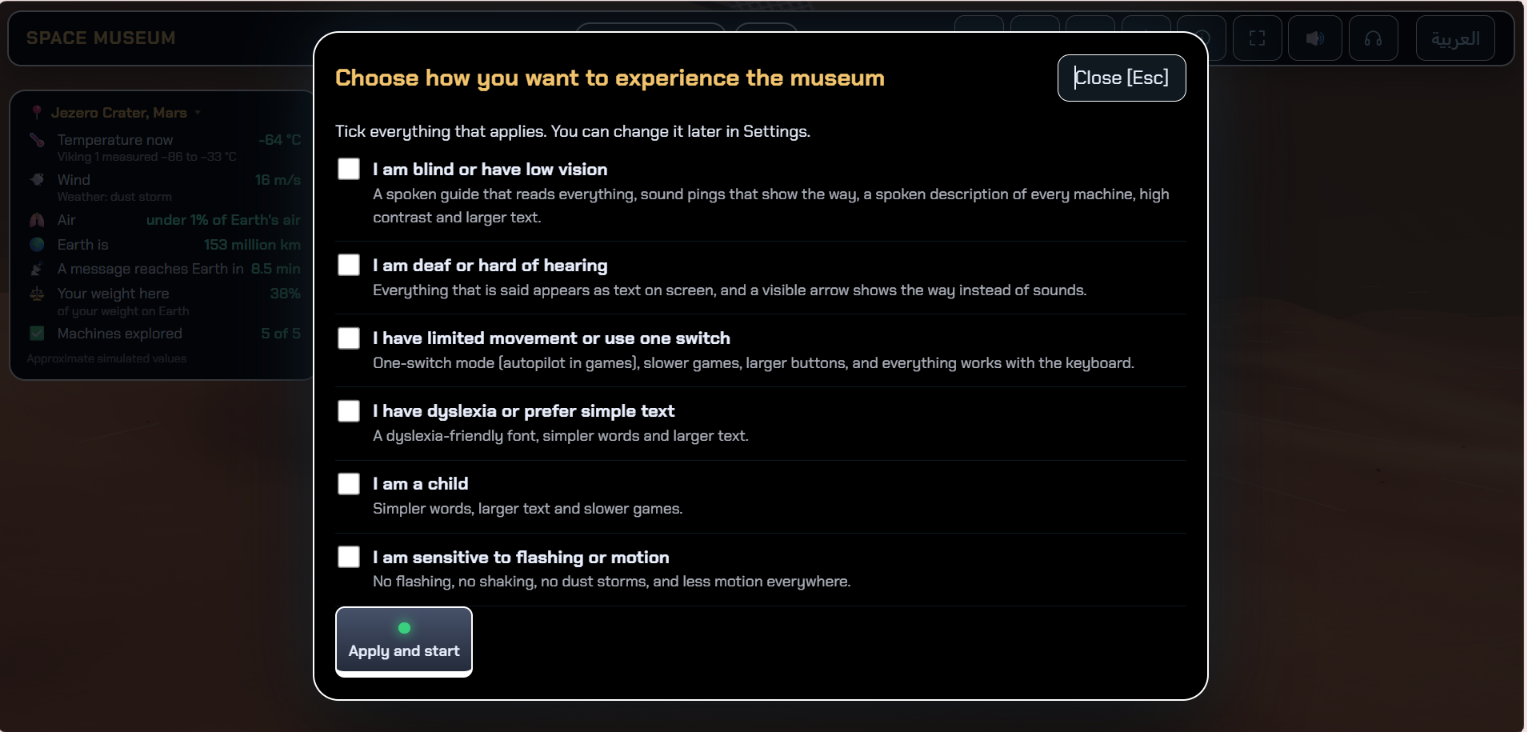 SPACE MUSEUM
العربية
Choose how you want to experience the museum
Close [Esc]
Tick everything that applies. You can change it later in Settings.
I am blind or have low vision
A spoken guide that reads everything, sound pings that show the way, a spoken description of every machine, high
contrast and larger text.
I am deaf or hard of hearing
Everything that is said appears as text on screen, and a visible arrow shows the way instead of sounds.
I have limited movement or use one switch
One-switch mode (autopilot in games), slower games, larger buttons, and everything works with the keyboard.
I have dyslexia or prefer simple text
A dyslexia-friendly font, simpler words and larger text.
I am a child
Simpler words, larger text and slower games.
I am sensitive to flashing or motion
No flashing, no shaking, no dust storms, and less motion everywhere.
Apply and start
Jezero Crater, Mars
Temperature now -64 °C
Viking 1 measured -86 to -33 °C
Wind 16 m/s
Weather: dust storm
Air under 1% of Earth's air
Earth is 153 million km
A message reaches Earth in 8.5 min
Your weight here 38%
of your weight on Earth
Machines explored 5 of 5
Approximate simulated values